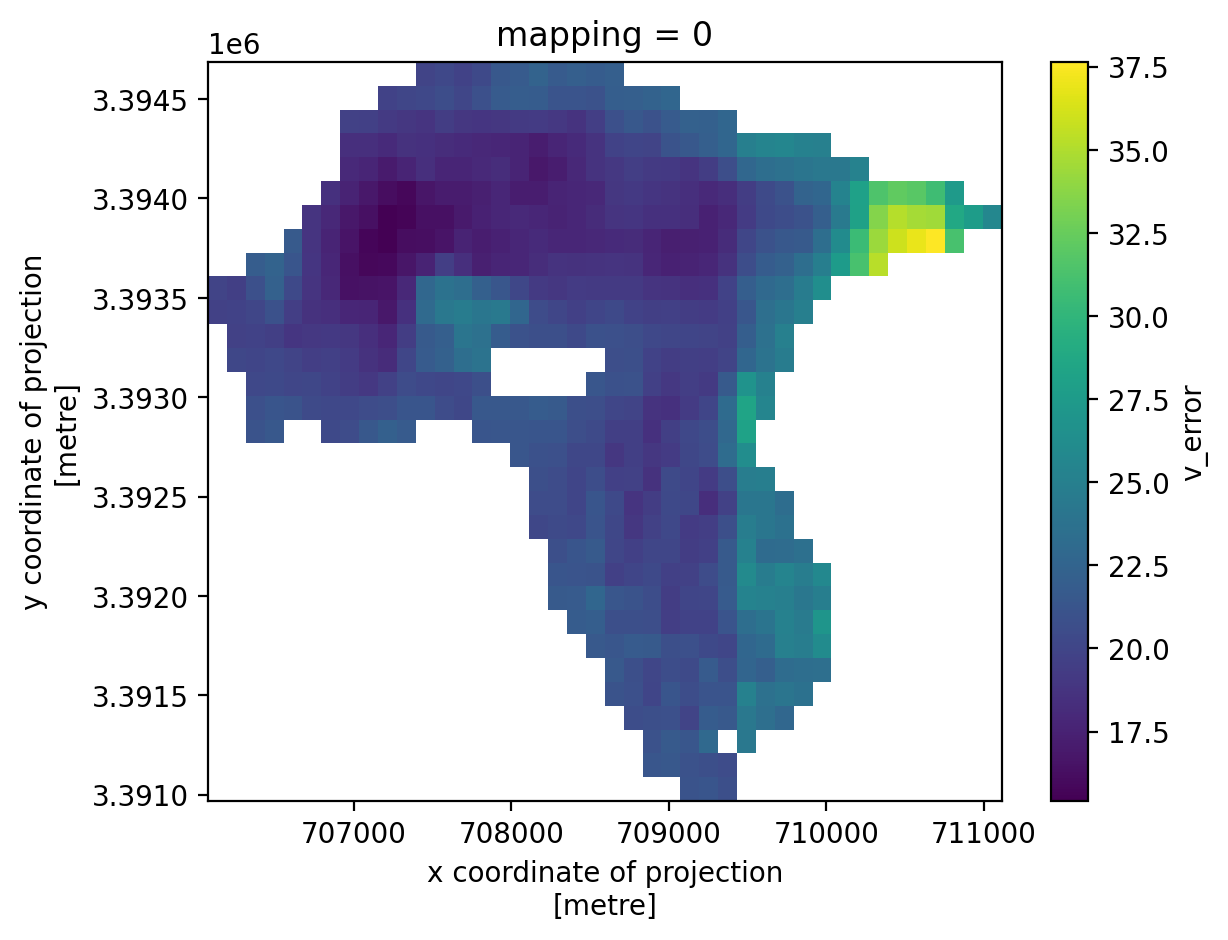 mapping = 0
1e6
3.3945
3.3940
3.3935
3.3930
3.3925
3.3920
3.3915
3.3910
y coordinate of projection
[metre]
707000 708000 709000 710000 711000
x coordinate of projection
[metre]
37.5
35.0
32.5
30.0
27.5
25.0
22.5
20.0
17.5
v_error